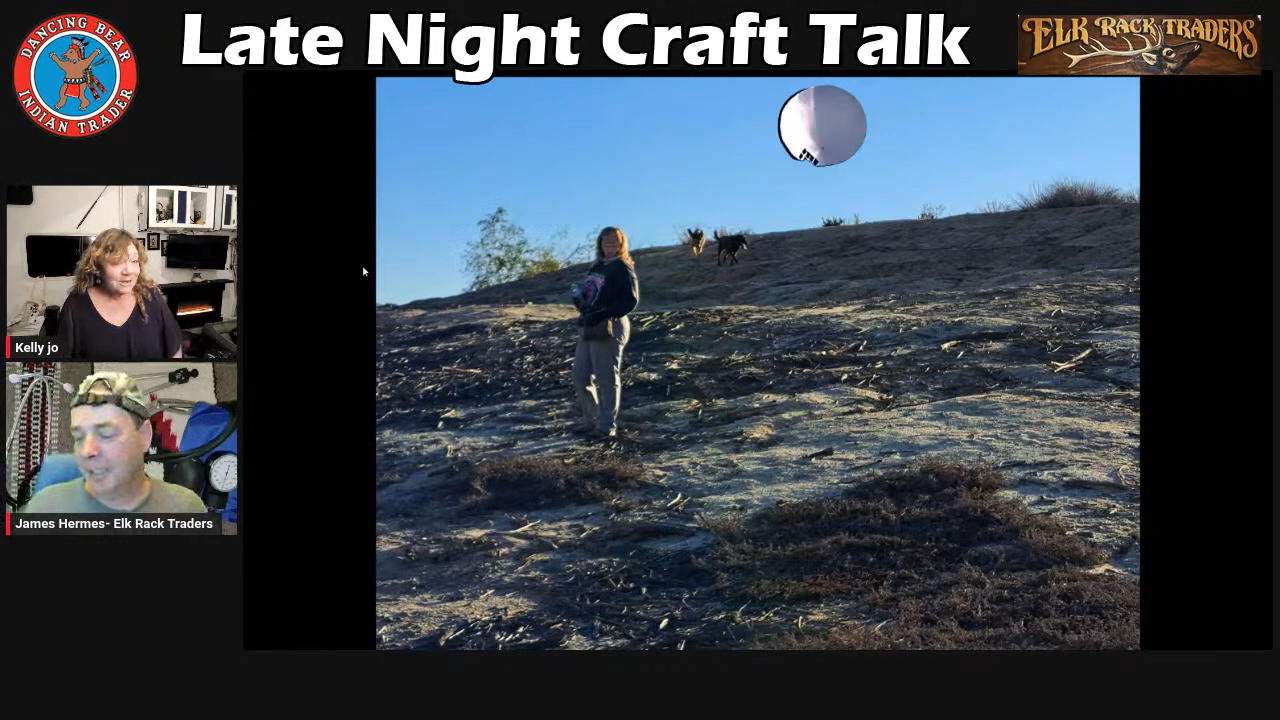 Late Night Craft Talk
DANCING BEAR
INDIAN TRADER
ELK RACK TRADERS
Kelly jo
James Hermes- Elk Rack Traders